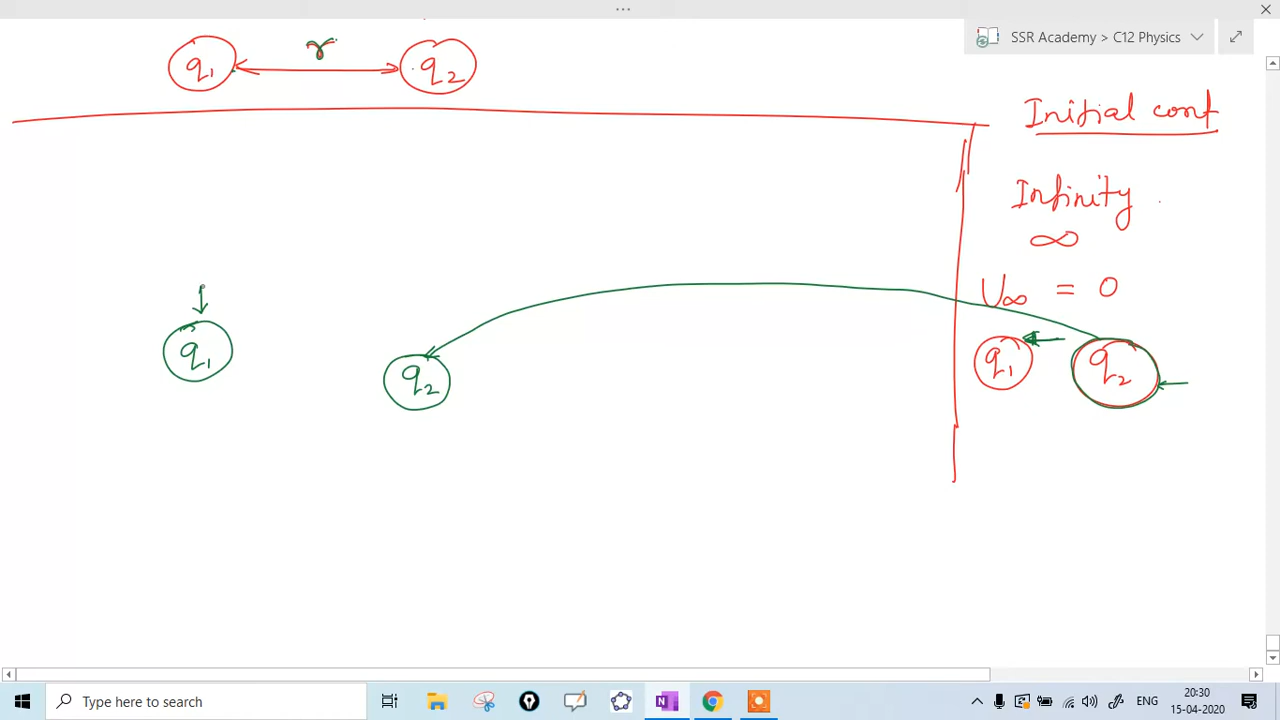 SSR Academy > C12 Physics
q₁ r q₂
Initial conf
Infinity
∞
U∞ = 0
q₁ q₂
q₁ q₂
Type here to search
ENG
20:30
15-04-2020